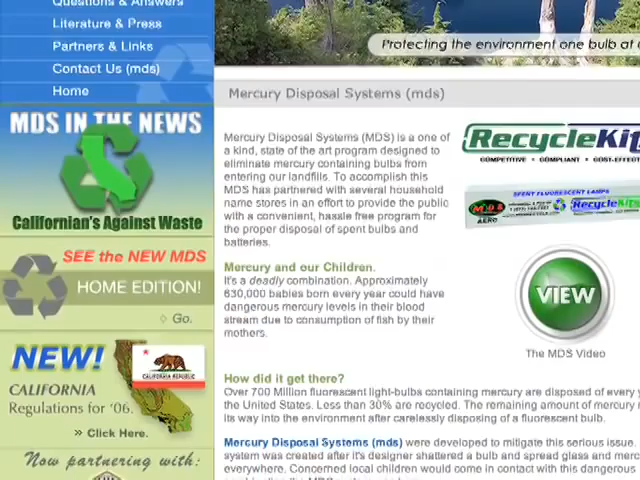 Questions & Answers
Literature & Press
Partners & Links
Contact Us (mds)
Home
MDS IN THE NEWS
Californian's Against Waste
SEE the NEW MDS
HOME EDITION!
Go.
NEW!
CALIFORNIA REPUBLIC
CALIFORNIA
Regulations for '06.
» Click Here.
Now partnering with:
Protecting the environment one bulb at
Mercury Disposal Systems (mds)
Mercury Disposal Systems (MDS) is a one of
a kind, state of the art program designed to
eliminate mercury containing bulbs from
entering our landfills. To accomplish this
MDS has partnered with several household
name stores in an effort to provide the public
with a convenient, hassle free program for
the proper disposal of spent bulbs and
batteries.
Mercury and our Children.
It's a deadly combination. Approximately
630,000 babies born every year could have
dangerous mercury levels in their blood
stream due to consumption of fish by their
mothers.
RecycleKits
COMPETITIVE • COMPLIANT • COST-EFFECT
SPENT FLUORESCENT LAMPS
RecycleKits
VIEW
The MDS Video
How did it get there?
Over 700 Million fluorescent light-bulbs containing mercury are disposed of every
the United States. Less than 30% are recycled. The remaining amount of mercury
its way into the environment after carelessly disposing of a fluorescent bulb.
Mercury Disposal Systems (mds) were developed to mitigate this serious issue.
system was created after it's designer shattered a bulb and spread glass and merc
everywhere. Concerned local children would come in contact with this dangerous